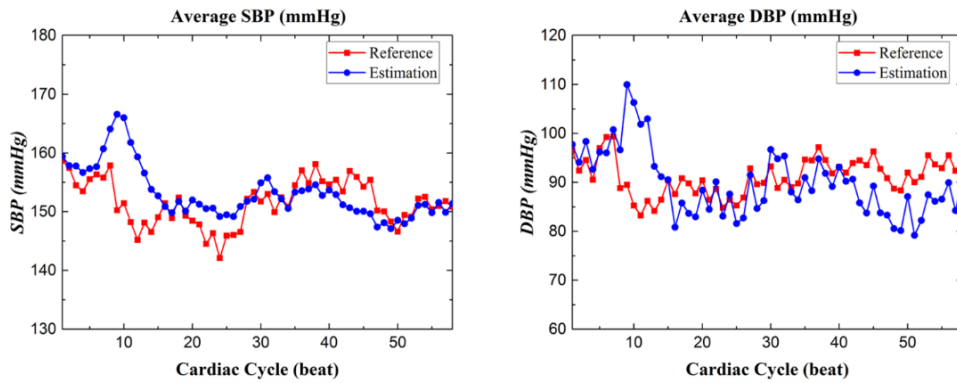 Average SBP (mmHg)
180
170
160
150
140
130
SBP (mmHg)
Reference
Estimation
10
20
30
40
50
Cardiac Cycle (beat)
Average DBP (mmHg)
120
110
100
90
80
70
60
DBP (mmHg)
Reference
Estimation
10
20
30
40
50
Cardiac Cycle (beat)